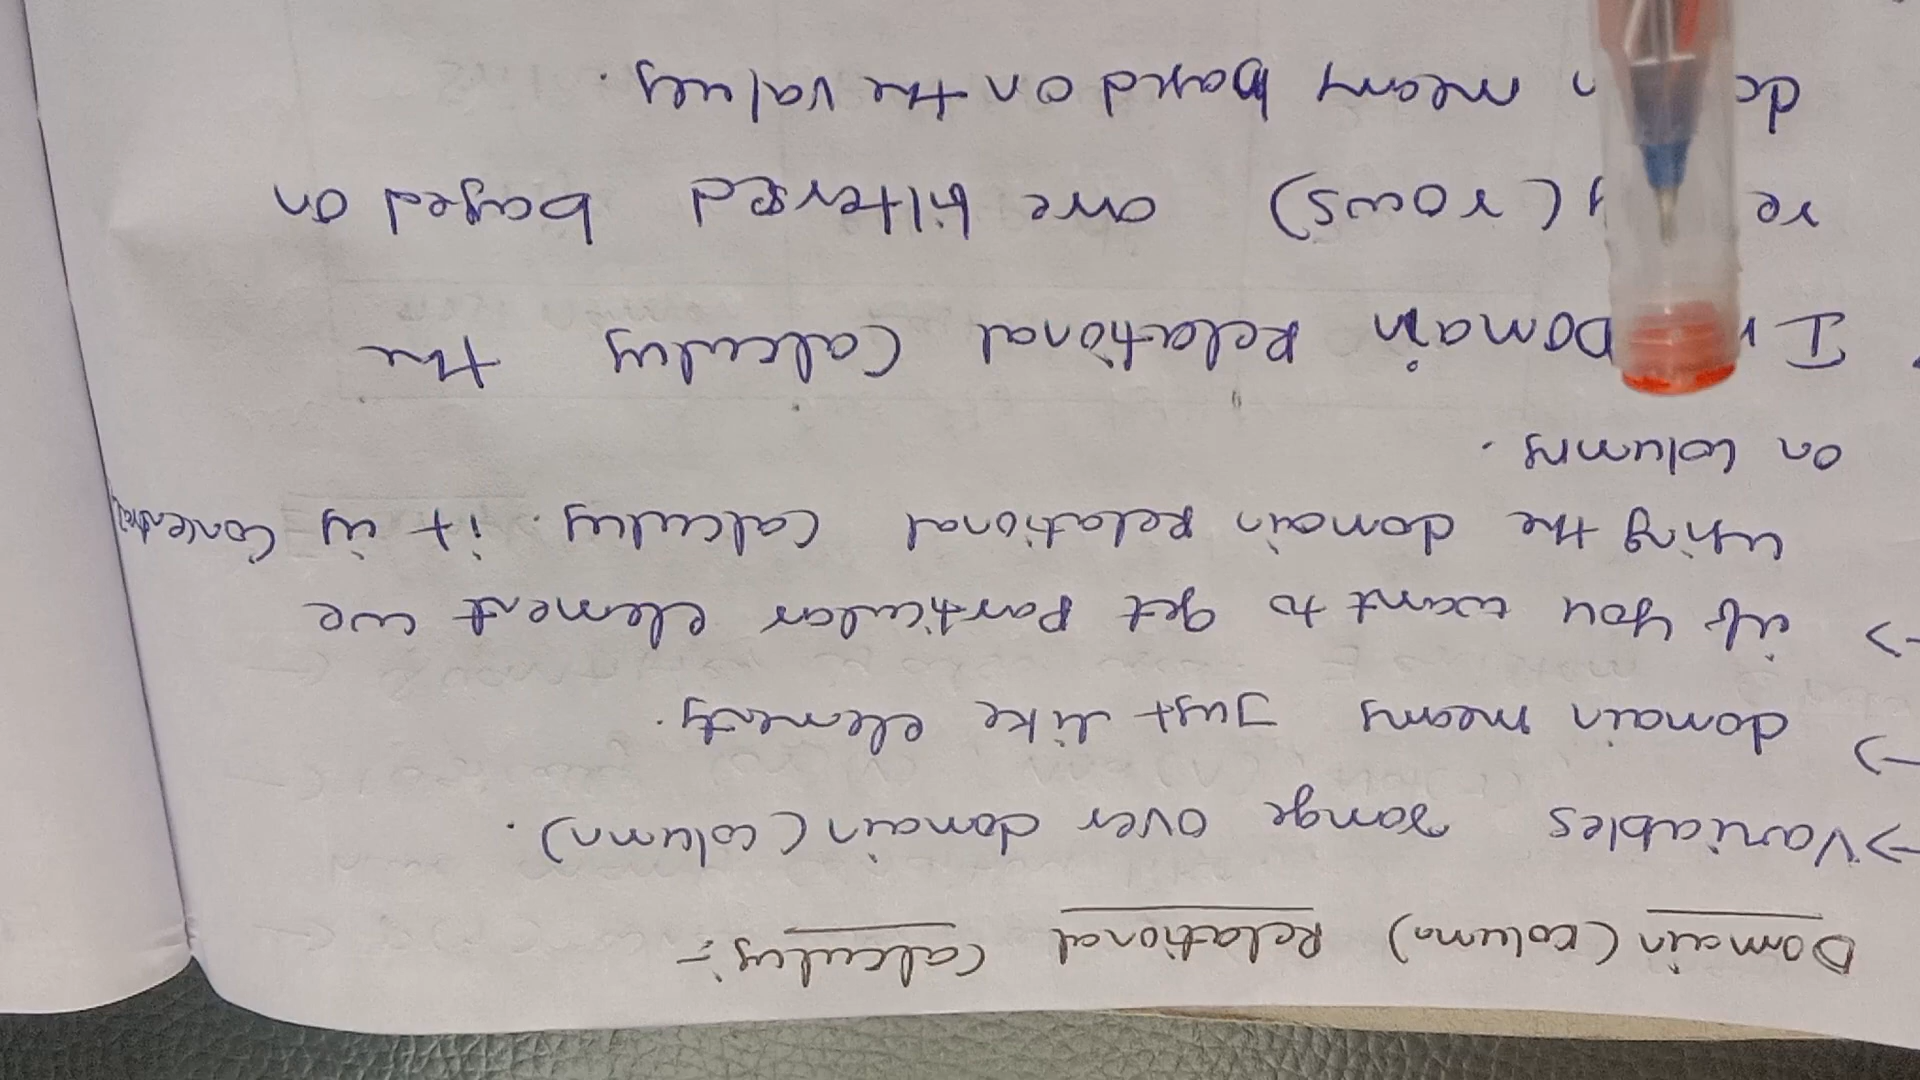 Domain (column) Relational Calculus :-
→ Variables range over domain (column).
→ domain means Just like elements.
→ if you want to get particular element we
using the domain Relational calculus. it is
on columns.
Domain Relational Calculus the
(rows) are filtered based on
means based on the values.